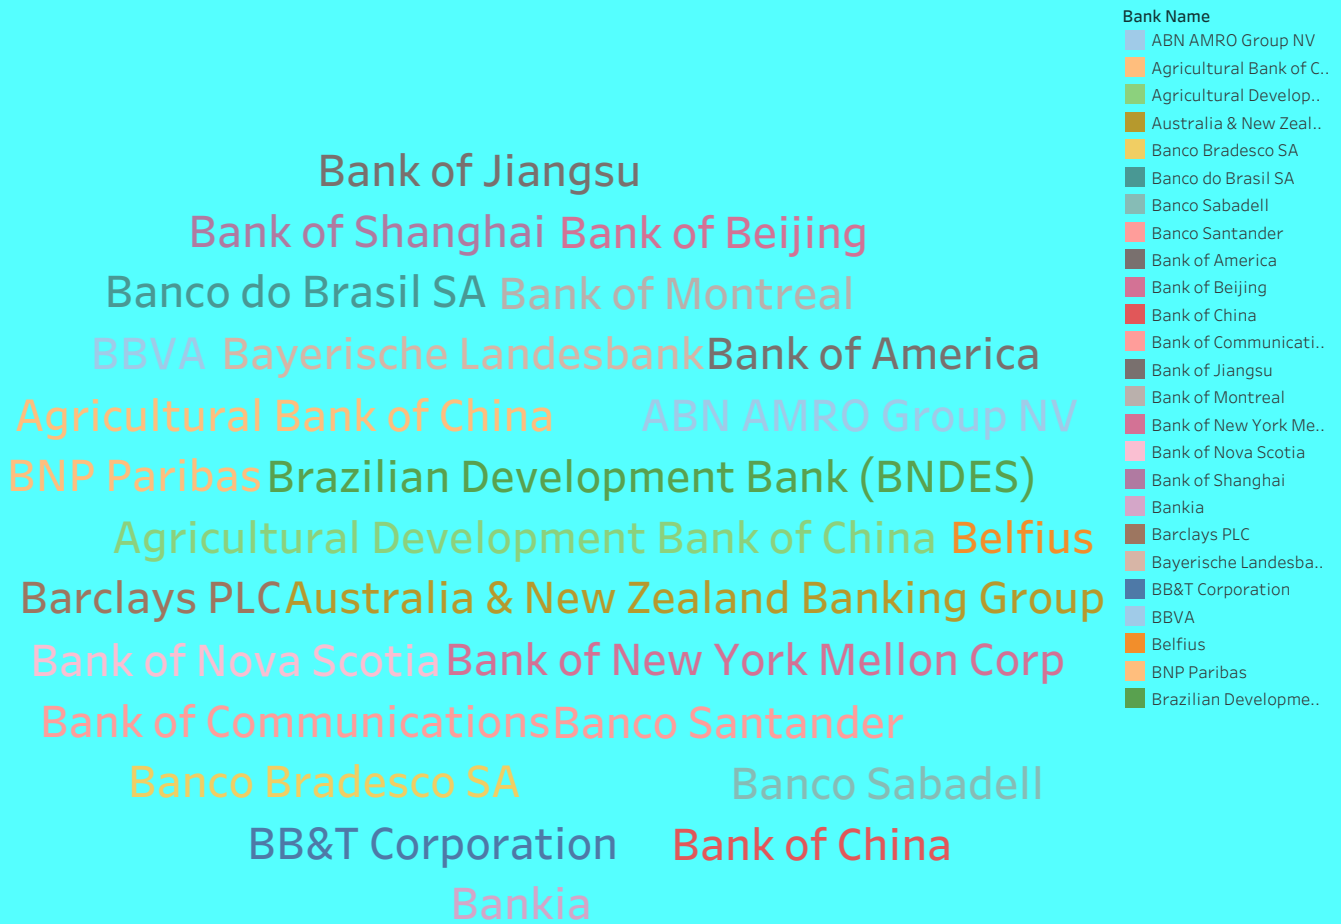 Bank of Jiangsu
Bank of Shanghai Bank of Beijing
Banco do Brasil SA Bank of Montreal
BBVA Bayerische Landesbank Bank of America
Agricultural Bank of China ABN AMRO Group NV
BNP Paribas Brazilian Development Bank (BNDES)
Agricultural Development Bank of China Belfius
Barclays PLC Australia & New Zealand Banking Group
Bank of Nova Scotia Bank of New York Mellon Corp
Bank of Communications Banco Santander
Banco Bradesco SA Banco Sabadell
BB&T Corporation Bank of China
Bankia
Bank Name
ABN AMRO Group NV
Agricultural Bank of C..
Agricultural Develop..
Australia & New Zeal..
Banco Bradesco SA
Banco do Brasil SA
Banco Sabadell
Banco Santander
Bank of America
Bank of Beijing
Bank of China
Bank of Communicati..
Bank of Jiangsu
Bank of Montreal
Bank of New York Me..
Bank of Nova Scotia
Bank of Shanghai
Bankia
Barclays PLC
Bayerische Landesba..
BB&T Corporation
BBVA
Belfius
BNP Paribas
Brazilian Developme..